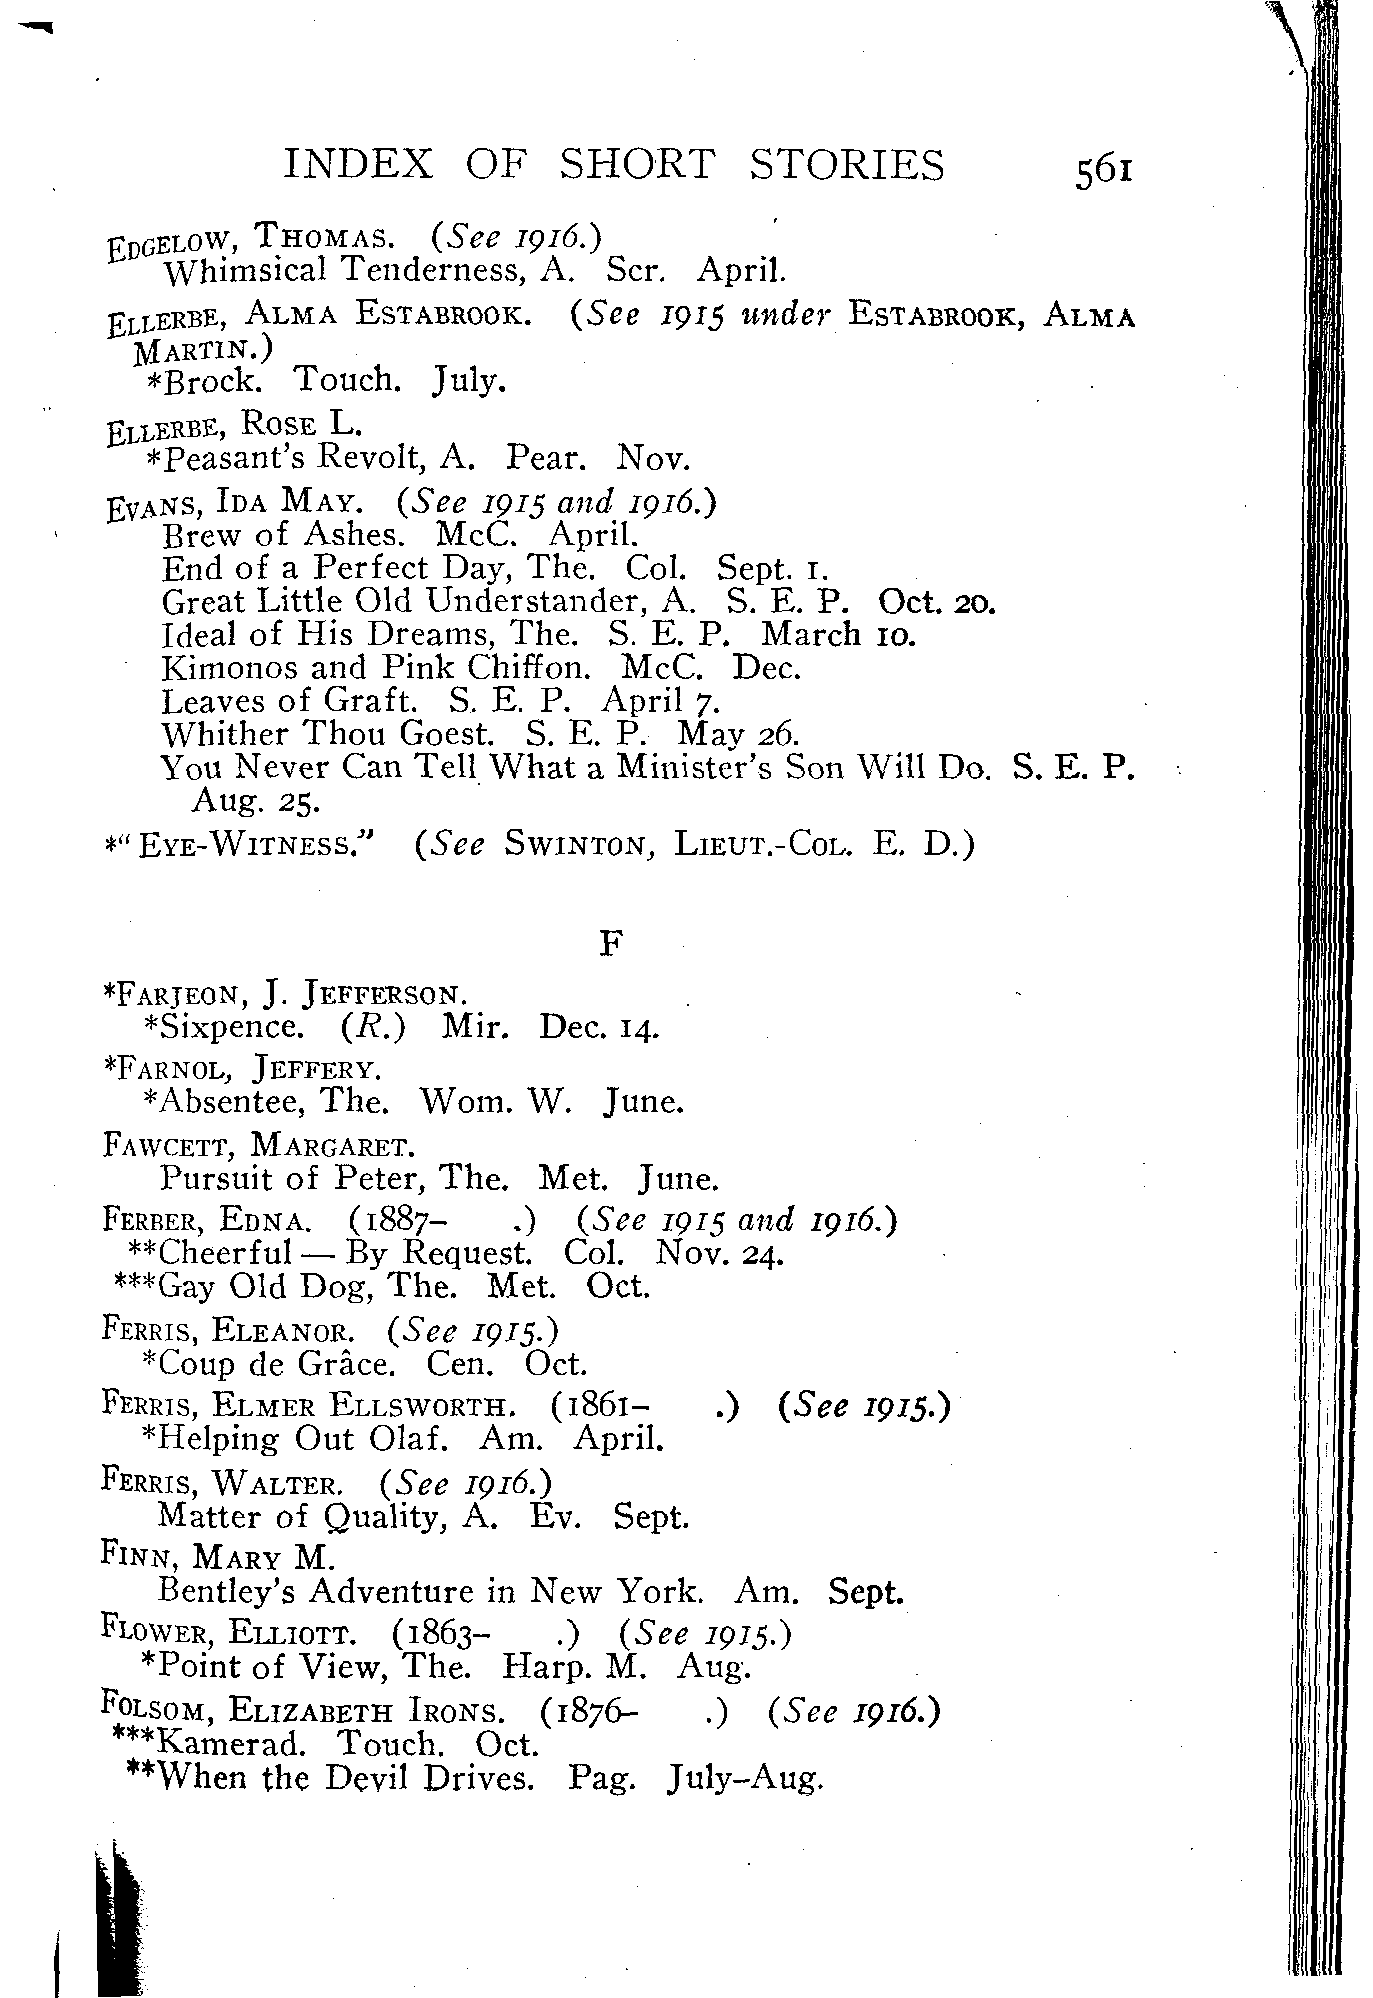 INDEX OF SHORT STORIES 561
EDGELOW, THOMAS. (See 1916.)
Whimsical Tenderness, A. Scr. April.
ELLERBE, ALMA ESTABROOK. (See 1915 under ESTABROOK, ALMA
MARTIN.)
*Brock. Touch. July.
ELLERBE, ROSE L.
*Peasant's Revolt, A. Pear. Nov.
EVANS, IDA MAY. (See 1915 and 1916.)
Brew of Ashes. McC. April.
End of a Perfect Day, The. Col. Sept. 1.
Great Little Old Understander, A. S. E. P. Oct. 20.
Ideal of His Dreams, The. S. E. P. March 10.
Kimonos and Pink Chiffon. McC. Dec.
Leaves of Graft. S. E. P. April 7.
Whither Thou Goest. S. E. P. May 26.
You Never Can Tell What a Minister's Son Will Do. S. E. P.
Aug. 25.
*"EYE-WITNESS." (See SWINTON, LIEUT.-COL. E. D.)
F
*FARJEON, J. JEFFERSON.
*Sixpence. (R.) Mir. Dec. 14.
*FARNOL, JEFFERY.
*Absentee, The. Wom. W. June.
FAWCETT, MARGARET.
Pursuit of Peter, The. Met. June.
FERBER, EDNA. (1887– .) (See 1915 and 1916.)
**Cheerful — By Request. Col. Nov. 24.
***Gay Old Dog, The. Met. Oct.
FERRIS, ELEANOR. (See 1915.)
*Coup de Grâce. Cen. Oct.
FERRIS, ELMER ELLSWORTH. (1861– .) (See 1915.)
*Helping Out Olaf. Am. April.
FERRIS, WALTER. (See 1916.)
Matter of Quality, A. Ev. Sept.
FINN, MARY M.
Bentley's Adventure in New York. Am. Sept.
FLOWER, ELLIOTT. (1863– .) (See 1915.)
*Point of View, The. Harp. M. Aug.
FOLSOM, ELIZABETH IRONS. (1876– .) (See 1916.)
***Kamerad. Touch. Oct.
**When the Devil Drives. Pag. July–Aug.